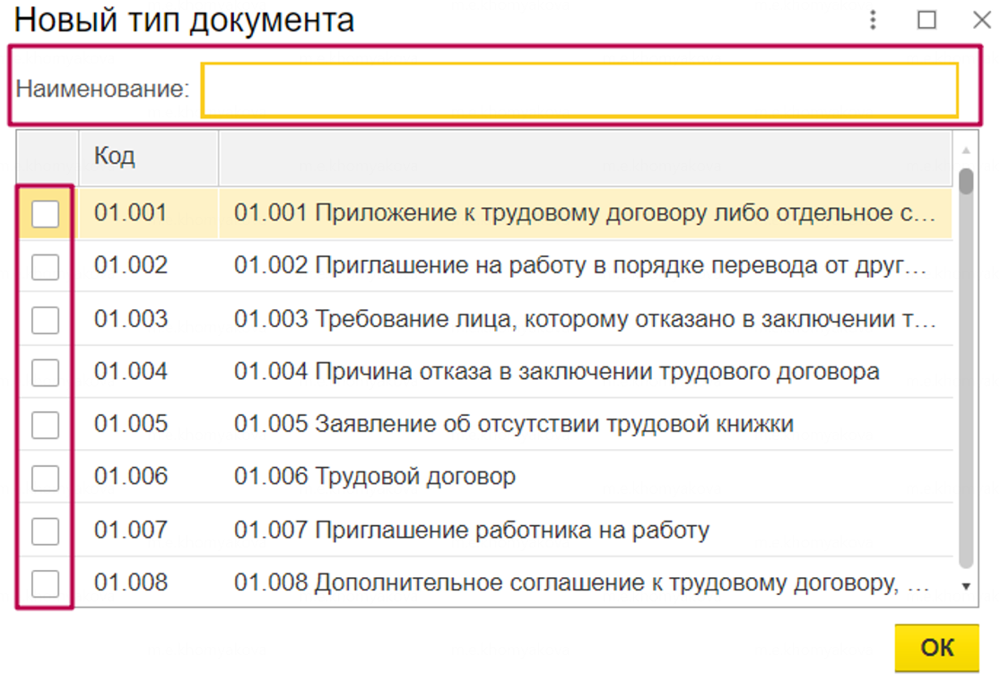 Новый тип документа
Наименование:
Код
01.001 01.001 Приложение к трудовому договору либо отдельное с...
01.002 01.002 Приглашение на работу в порядке перевода от друг...
01.003 01.003 Требование лица, которому отказано в заключении т...
01.004 01.004 Причина отказа в заключении трудового договора
01.005 01.005 Заявление об отсутствии трудовой книжки
01.006 01.006 Трудовой договор
01.007 01.007 Приглашение работника на работу
01.008 01.008 Дополнительное соглашение к трудовому договору, ...
ОК